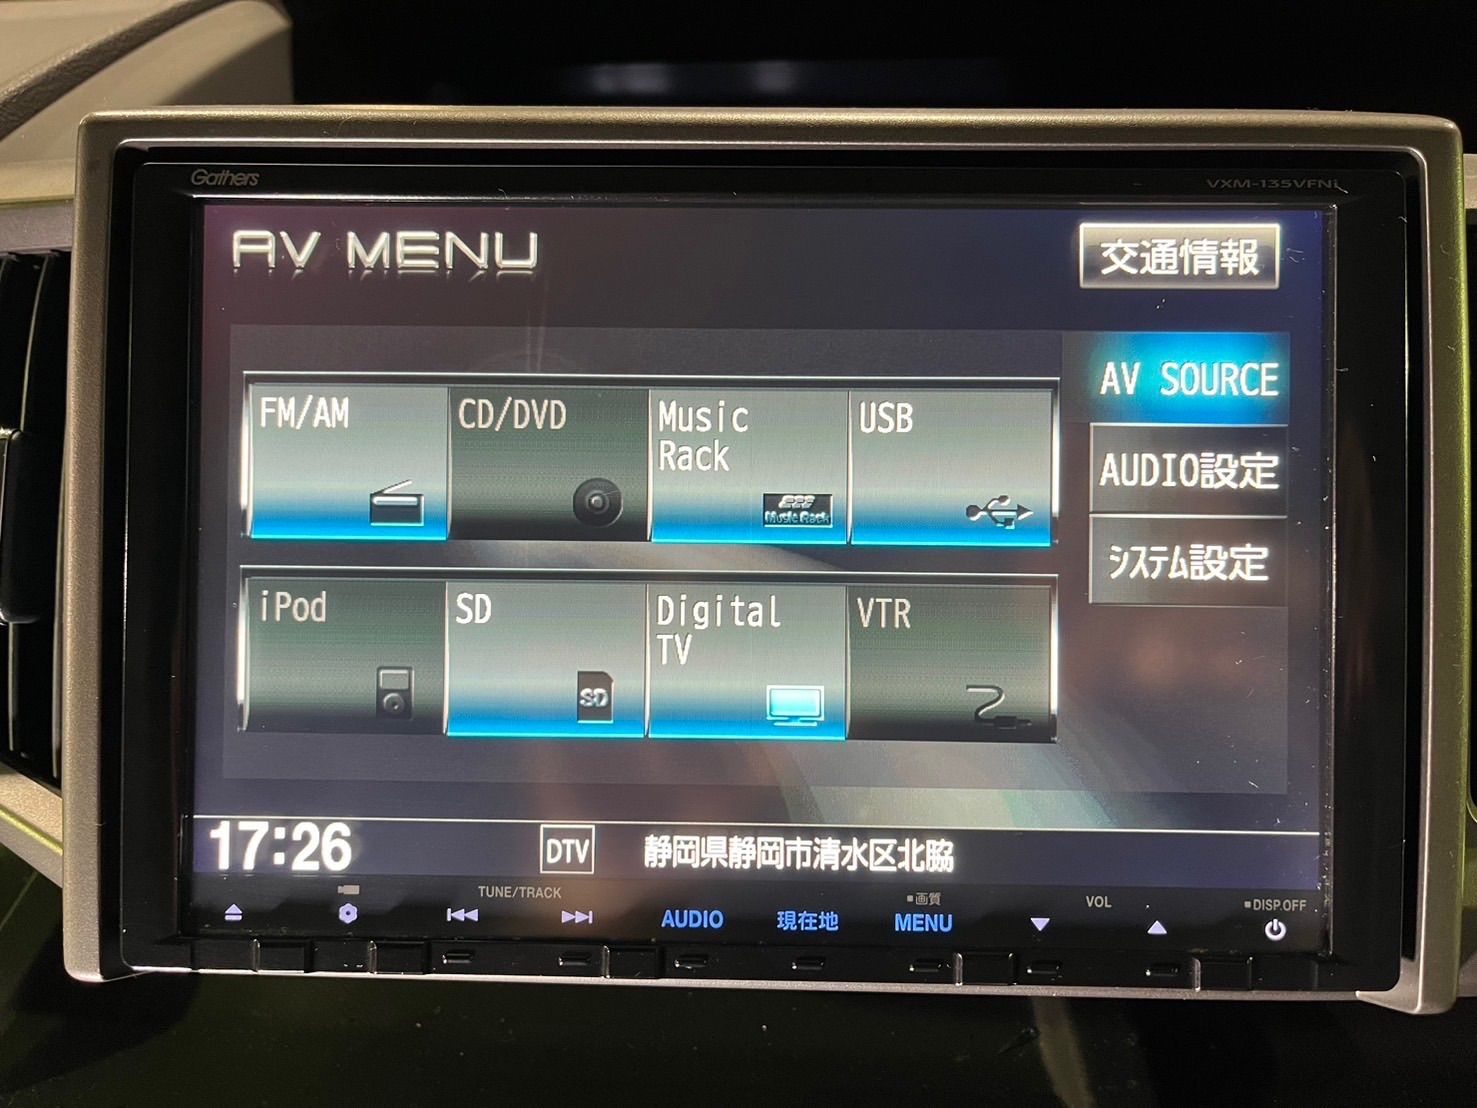 Gathers
VXM-135VFNi
AV MENU
交通情報
FM/AM
CD/DVD
Music
Rack
Music Rack
USB
AV SOURCE
AUDIO設定
システム設定
iPod
SD
SD
Digital
TV
VTR
17:26
DTV
静岡県静岡市清水区北脇
TUNE/TRACK
AUDIO
現在地
■画質
MENU
VOL
■DISP.OFF